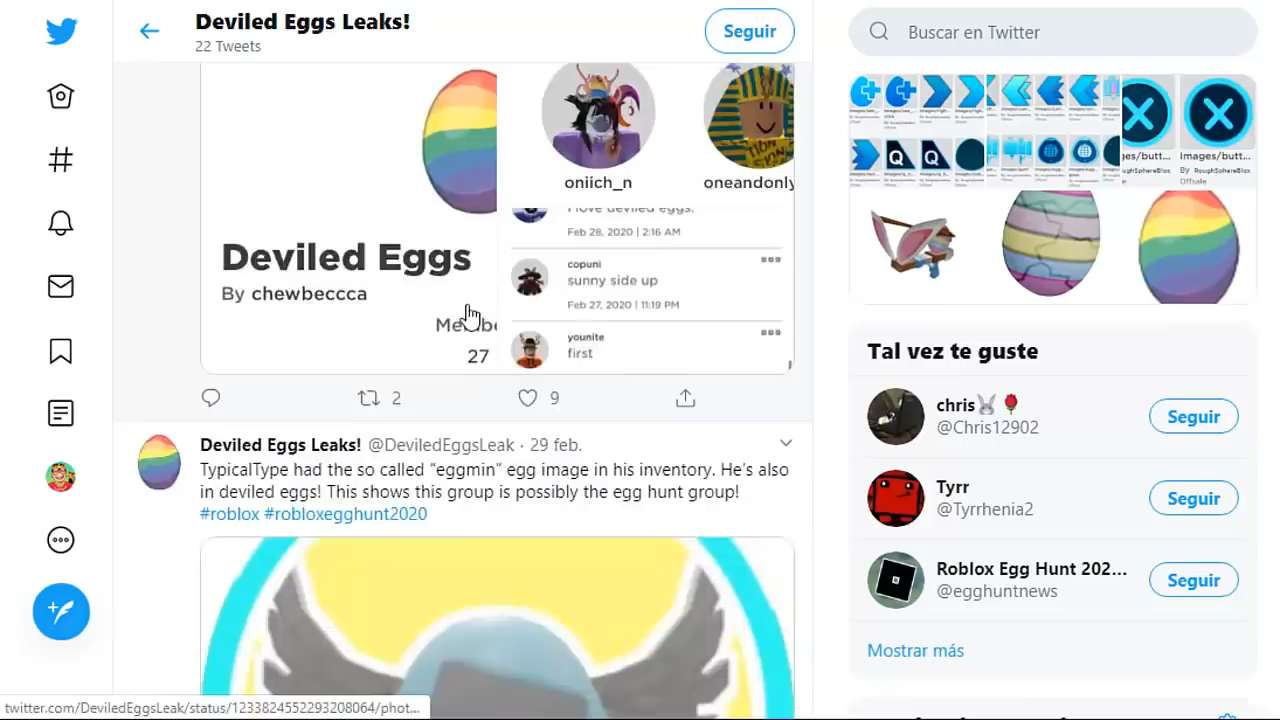 Deviled Eggs Leaks!
22 Tweets
Seguir
Deviled Eggs
By chewbeccca
27
oniich_n
oneandonly
I love deviled eggs.
Feb 28, 2020 | 2:16 AM
copuni
sunny side up
Feb 27, 2020 | 11:19 PM
younite
first
2
9
Deviled Eggs Leaks! @DeviledEggsLeak · 29 feb.
TypicalType had the so called “eggmin” egg image in his inventory. He’s also
in deviled eggs! This shows this group is possibly the egg hunt group!
#roblox #robloxegghunt2020
twitter.com/DeviledEggsLeak/status/1233824552293208064/phot...
Buscar en Twitter
Images/butt...
By RoughSphereBlox
Offsale
Tal vez te guste
chris
@Chris12902
Seguir
Tyrr
@Tyrrhenia2
Seguir
Roblox Egg Hunt 202...
@egghuntnews
Seguir
Mostrar más